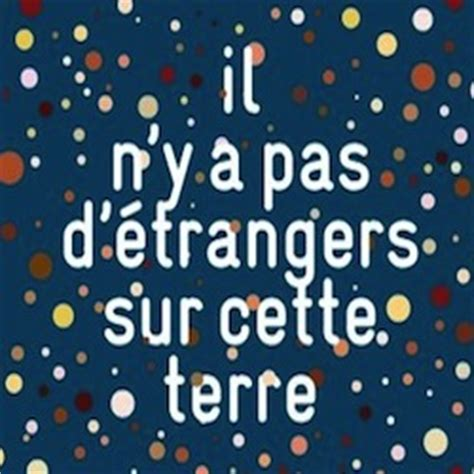 il
n'y a pas
d'étrangers
sur cette
terre